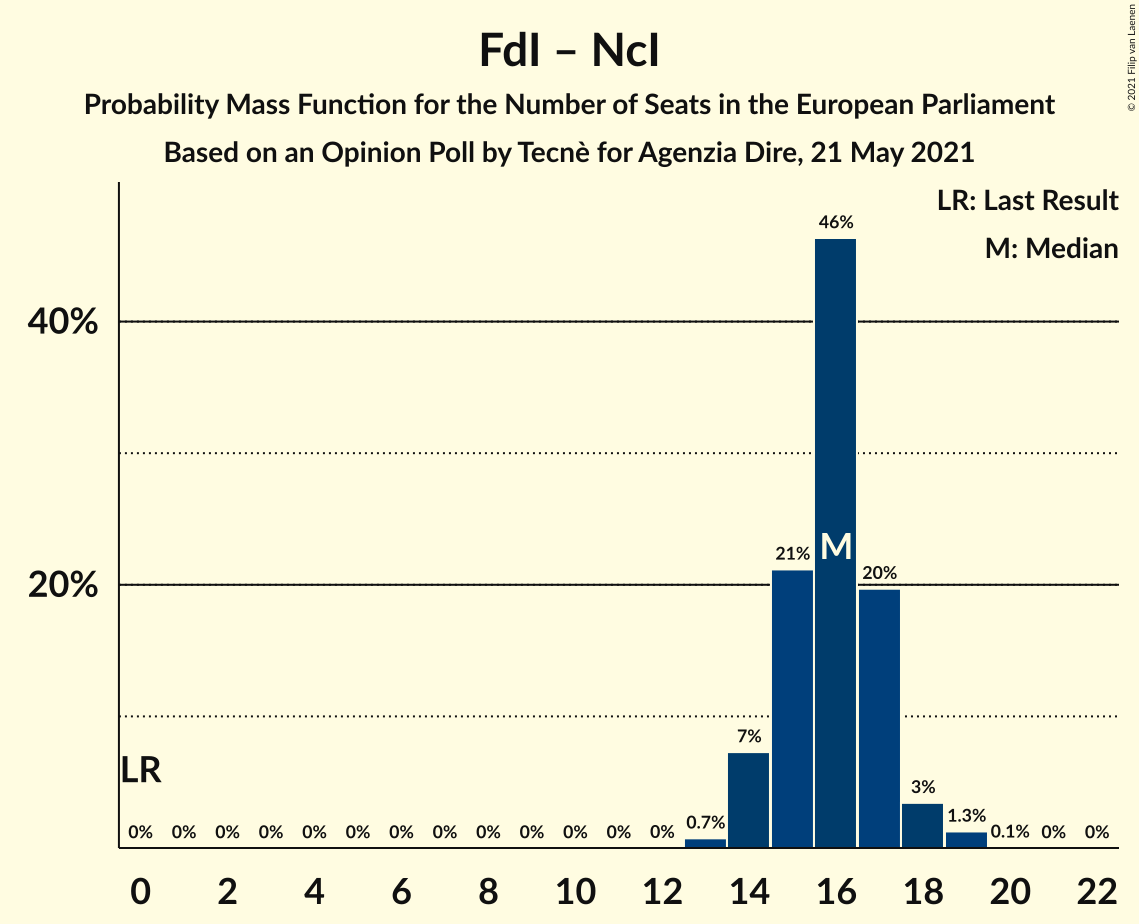 FdI – NcI
Probability Mass Function for the Number of Seats in the European Parliament
Based on an Opinion Poll by Tecnè for Agenzia Dire, 21 May 2021
© 2021 Filip van Laenen
LR: Last Result
M: Median
40%
20%
46%
21%
M
20%
7%
LR
3%
0% 0% 0% 0% 0% 0% 0% 0% 0% 0% 0% 0% 0% 0.7% 1.3% 0.1% 0% 0%
0 2 4 6 8 10 12 14 16 18 20 22